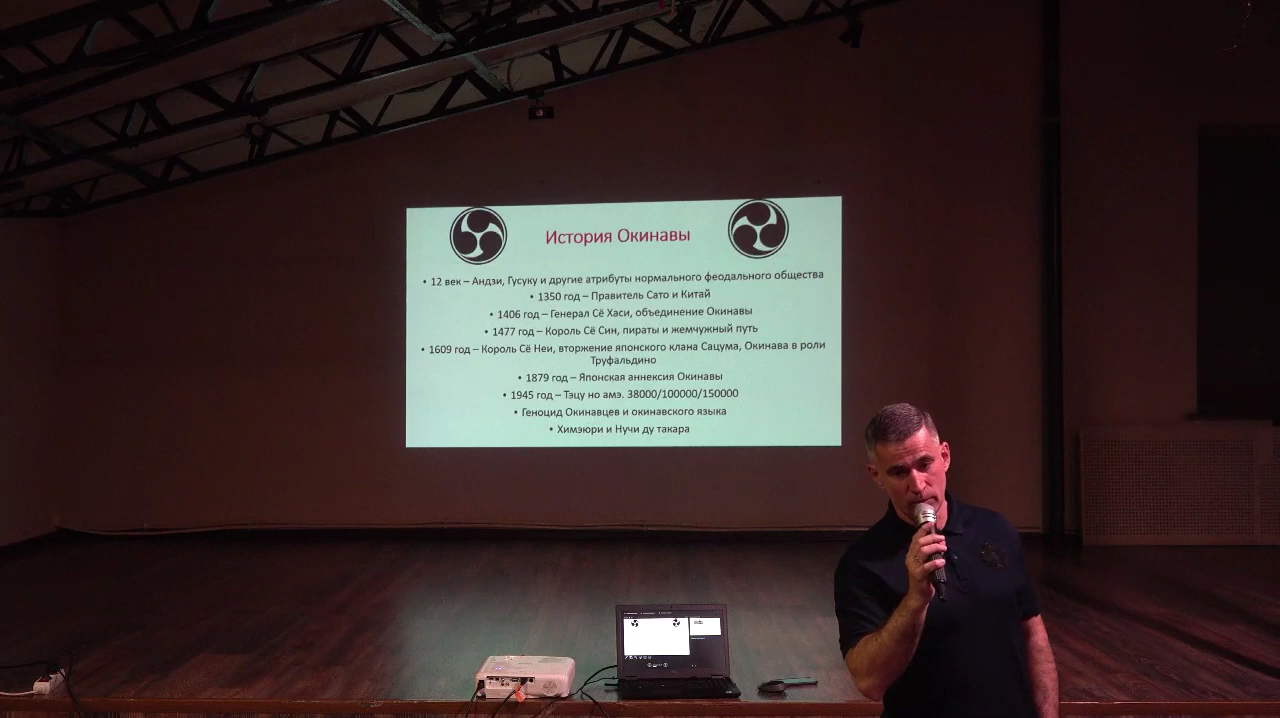 История Окинавы
• 12 век – Андзи, Гусуку и другие атрибуты нормального феодального общества
• 1350 год – Правитель Сато и Китай
• 1406 год – Генерал Сё Хаси, объединение Окинавы
• 1477 год – Король Сё Син, пираты и жемчужный путь
• 1609 год – Король Сё Неи, вторжение японского клана Сацума, Окинава в роли
Труфальдино
• 1879 год – Японская аннексия Окинавы
• 1945 год – Тэцу но амэ. 38000/100000/150000
• Геноцид Окинавцев и окинавского языка
• Химэюри и Нучи ду такара